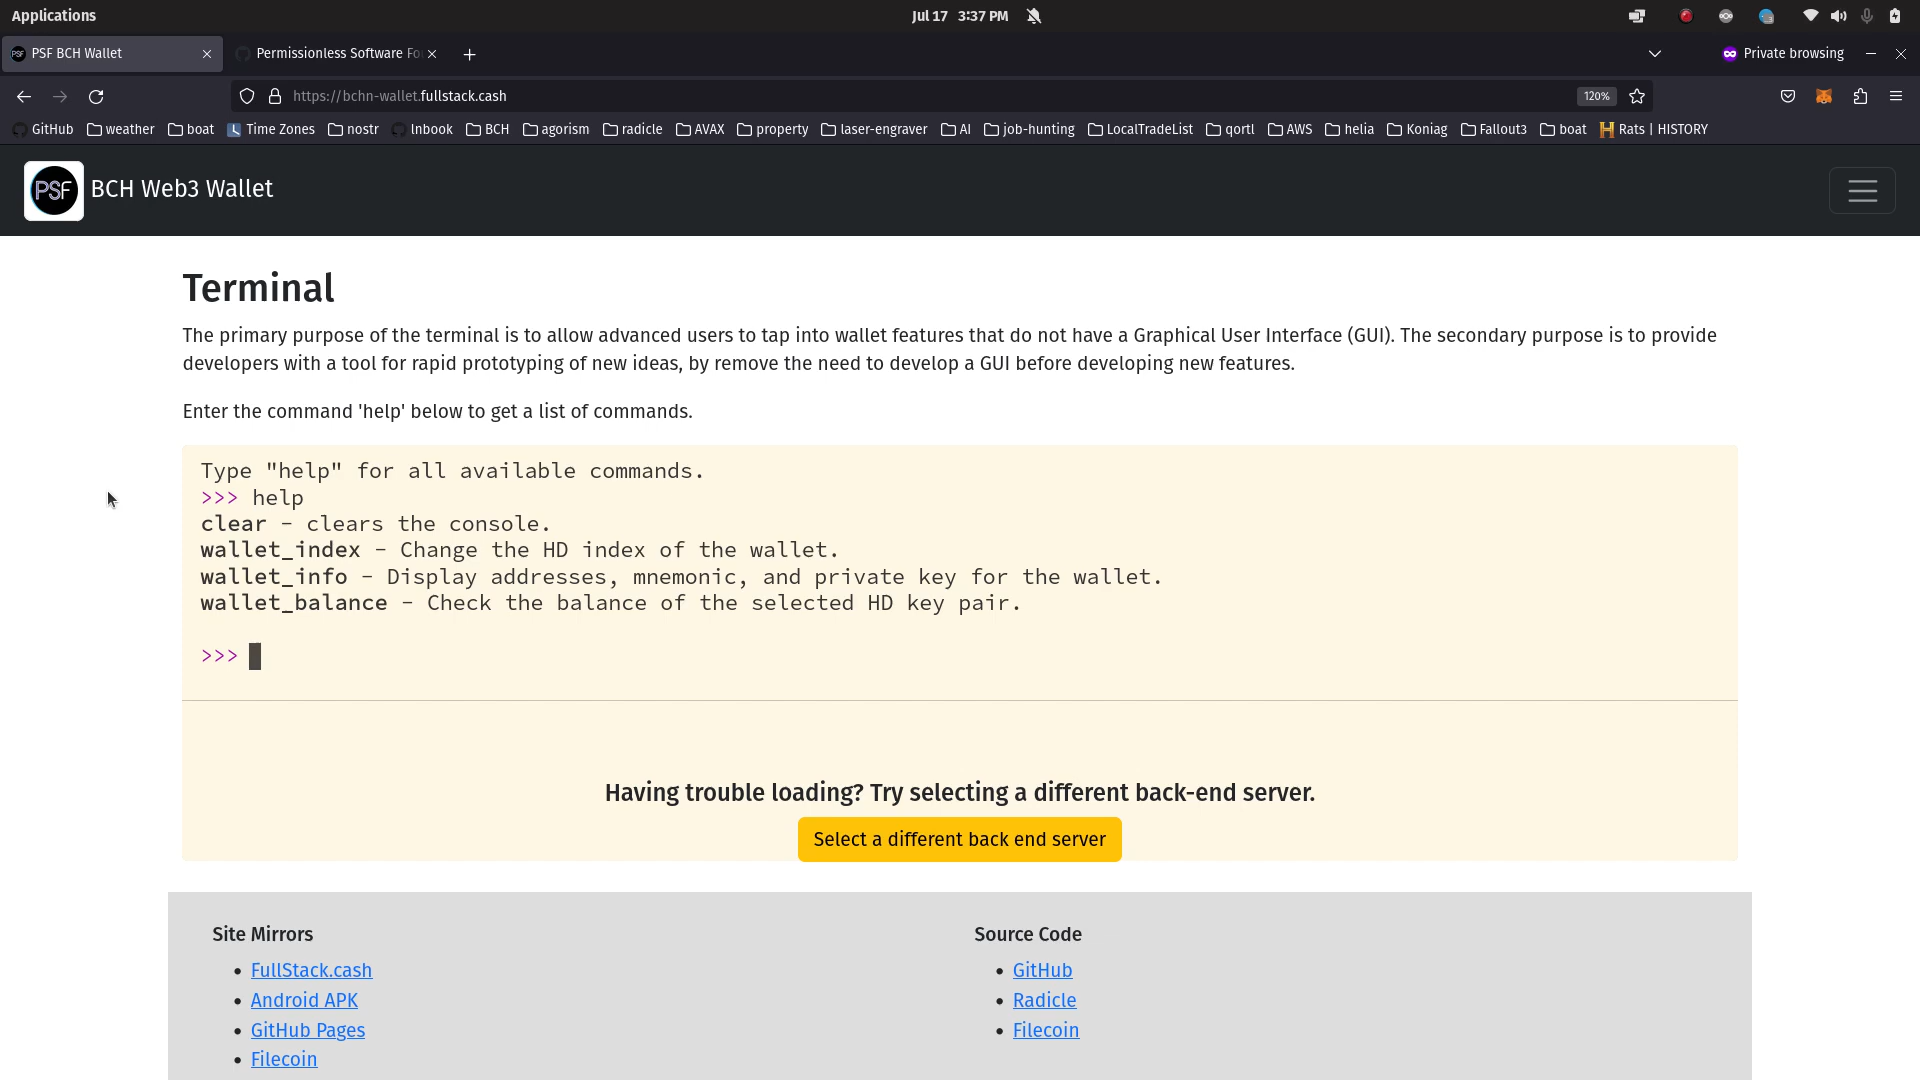 Applications
Jul 17 3:37 PM
PSF BCH Wallet
Permissionless Software Fo
Private browsing
https://bchn-wallet.fullstack.cash
120%
GitHub weather boat Time Zones nostr lnbook BCH agorism radicle AVAX property laser-engraver AI job-hunting LocalTradeList qortl AWS helia Koniag Fallout3 boat Rats | HISTORY
PSF BCH Web3 Wallet
Terminal
The primary purpose of the terminal is to allow advanced users to tap into wallet features that do not have a Graphical User Interface (GUI). The secondary purpose is to provide
developers with a tool for rapid prototyping of new ideas, by remove the need to develop a GUI before developing new features.
Enter the command 'help' below to get a list of commands.
Type "help" for all available commands.
>>> help
clear - clears the console.
wallet_index - Change the HD index of the wallet.
wallet_info - Display addresses, mnemonic, and private key for the wallet.
wallet_balance - Check the balance of the selected HD key pair.
>>>
Having trouble loading? Try selecting a different back-end server.
Select a different back end server
Site Mirrors
FullStack.cash
Android APK
GitHub Pages
Filecoin
Source Code
GitHub
Radicle
Filecoin